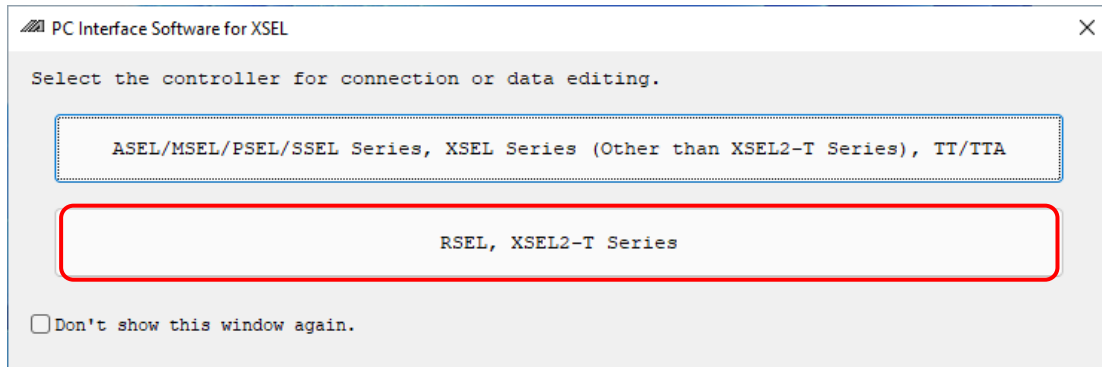 PC Interface Software for XSEL
Select the controller for connection or data editing.
ASEL/MSEL/PSEL/SSEL Series, XSEL Series (Other than XSEL2-T Series), TT/TTA
RSEL, XSEL2-T Series
Don't show this window again.